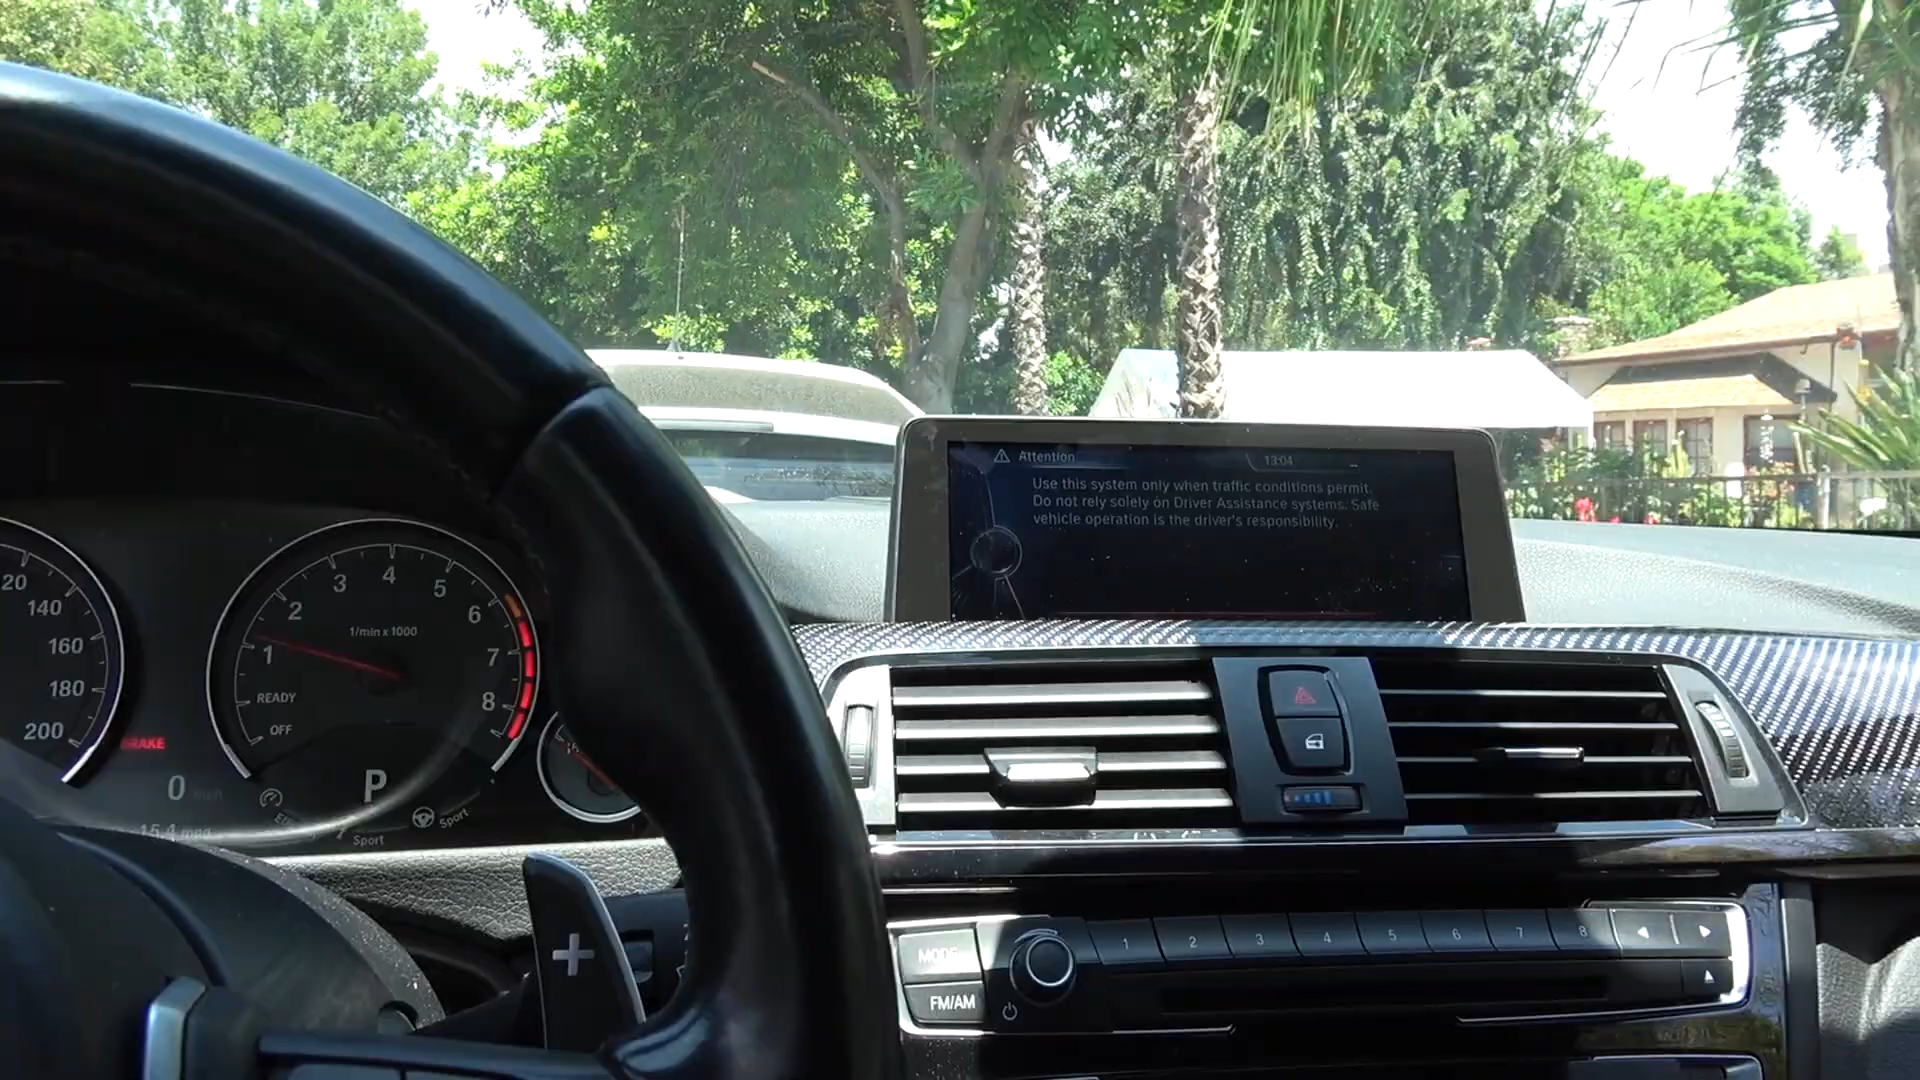 Attention
13:04
Use this system only when traffic conditions permit.
Do not rely solely on Driver Assistance systems. Safe
vehicle operation is the driver's responsibility.
20
140
160
180
200
BRAKE
0
15.4 mpg
1 2 3 4 5 6 7 8
1/min x 1000
READY
OFF
P
Sport
Sport
+
MODE
FM/AM
1 2 3 4 5 6 7 8